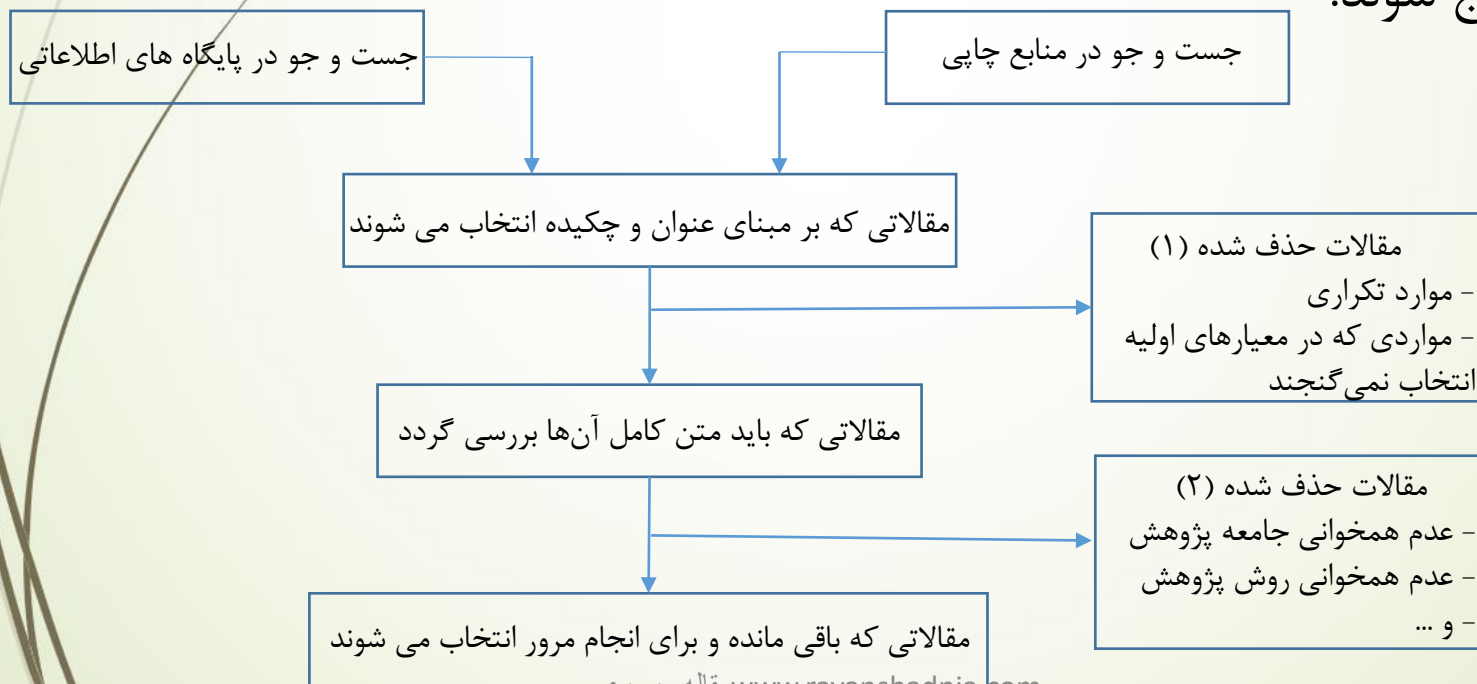 شوند.
جست و جو در منابع چاپی
جست و جو در پایگاه های اطلاعاتی
مقالاتی که بر مبنای عنوان و چکیده انتخاب می شوند
مقالات حذف شده (۱)
- موارد تکراری
- مواردی که در معیارهای اولیه
انتخاب نمی‌گنجند
مقالاتی که باید متن کامل آن‌ها بررسی گردد
مقالات حذف شده (۲)
- عدم همخوانی جامعه پژوهش
- عدم همخوانی روش پژوهش
- و ...
مقالاتی که باقی مانده و برای انجام مرور انتخاب می شوند